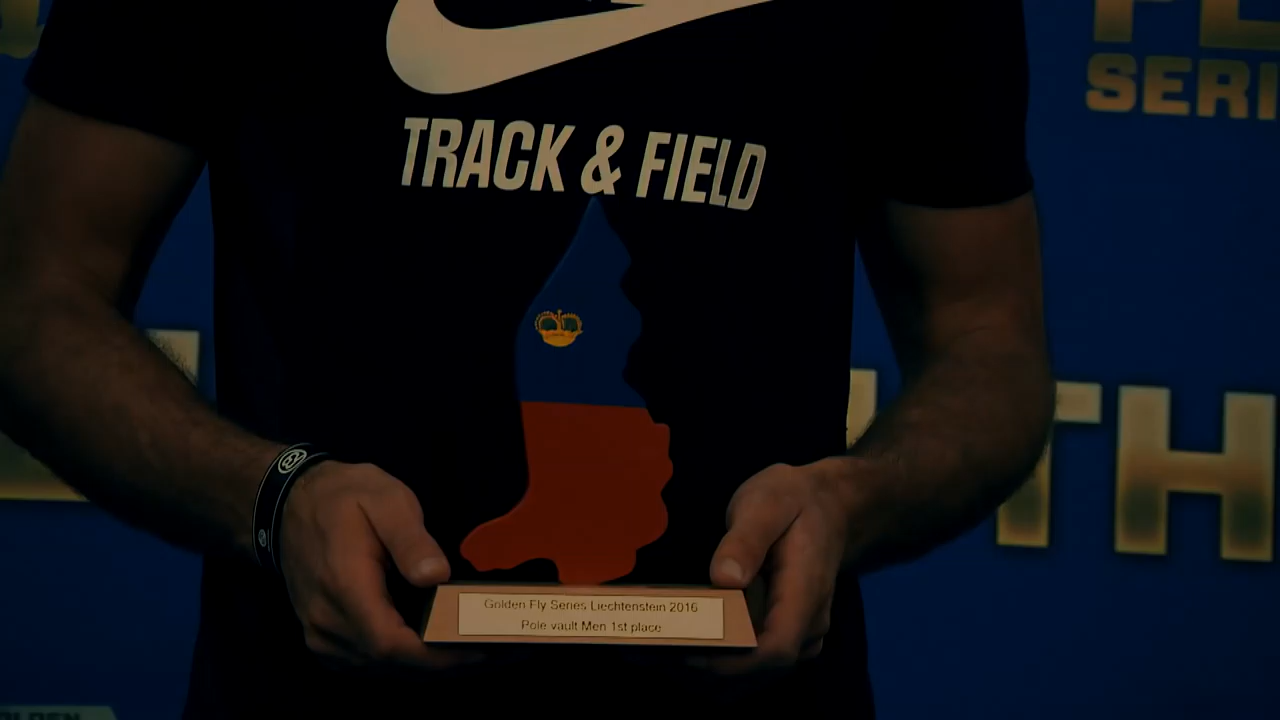 SERI
TRACK & FIELD
TH
Golden Fly Series Liechtenstein 2016
Pole vault Men 1st place